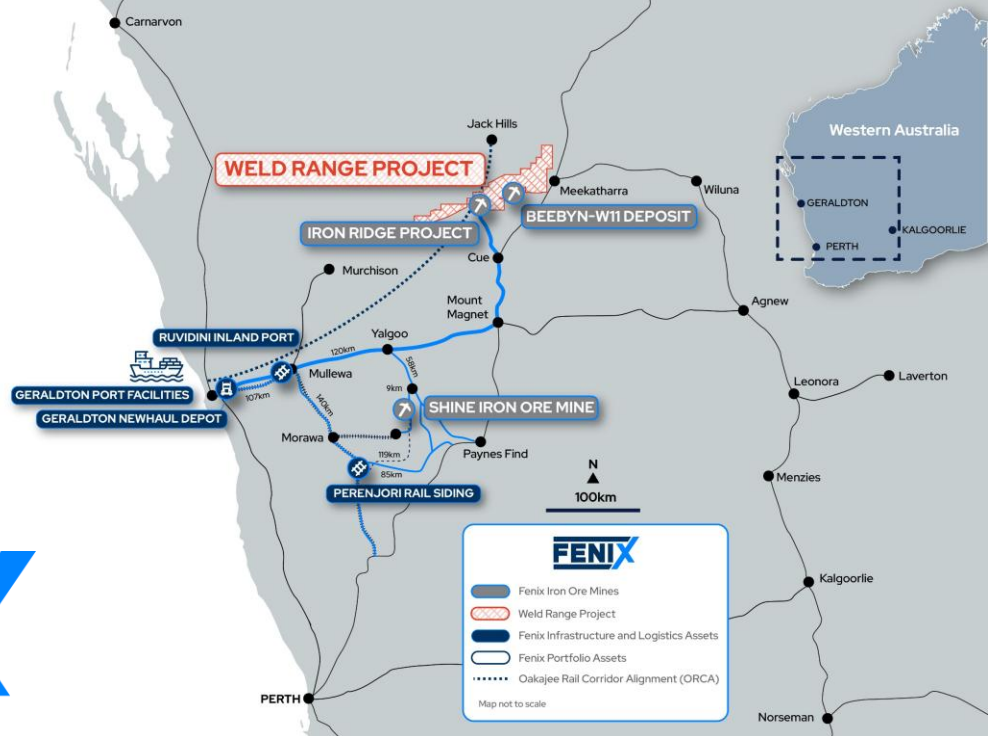 Carnarvon
Jack Hills
Western Australia
WELD RANGE PROJECT
Meekatharra
Wiluna
GERALDTON
BEEBYN-W11 DEPOSIT
IRON RIDGE PROJECT
KALGOORLIE
PERTH
Cue
Murchison
Mount
Magnet
Agnew
RUVIDINI INLAND PORT
Yalgoo
120km
58km
Mullewa
9km
Leonora
Laverton
GERALDTON PORT FACILITIES
107km
140km
SHINE IRON ORE MINE
GERALDTON NEWHAUL DEPOT
Morawa
119km
Paynes Find
85km
N
100km
Menzies
PERENJORI RAIL SIDING
FENIX
Fenix Iron Ore Mines
Weld Range Project
Fenix Infrastructure and Logistics Assets
Fenix Portfolio Assets
Oakajee Rail Corridor Alignment (ORCA)
Map not to scale
Kalgoorlie
PERTH
Norseman